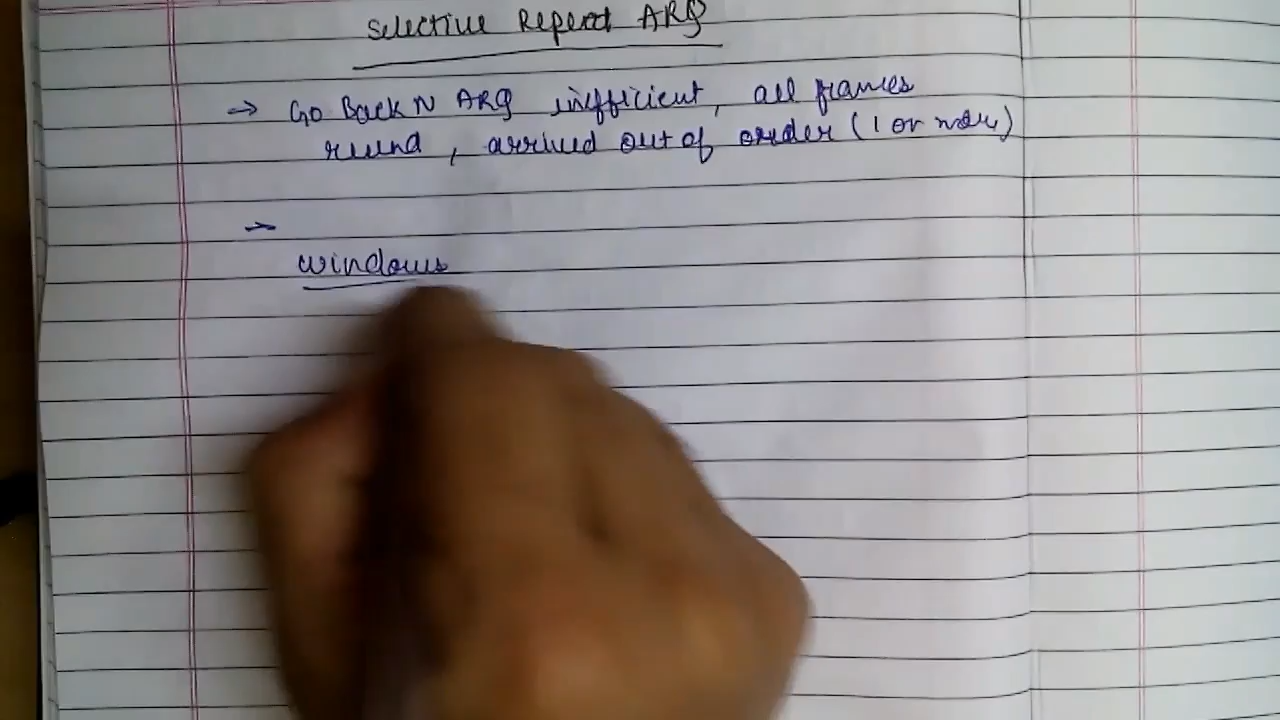 Selective Repeat ARQ
→ Go Back N ARQ inefficient, all frames
resend, arrived out of order (1 or more)
→
Windows